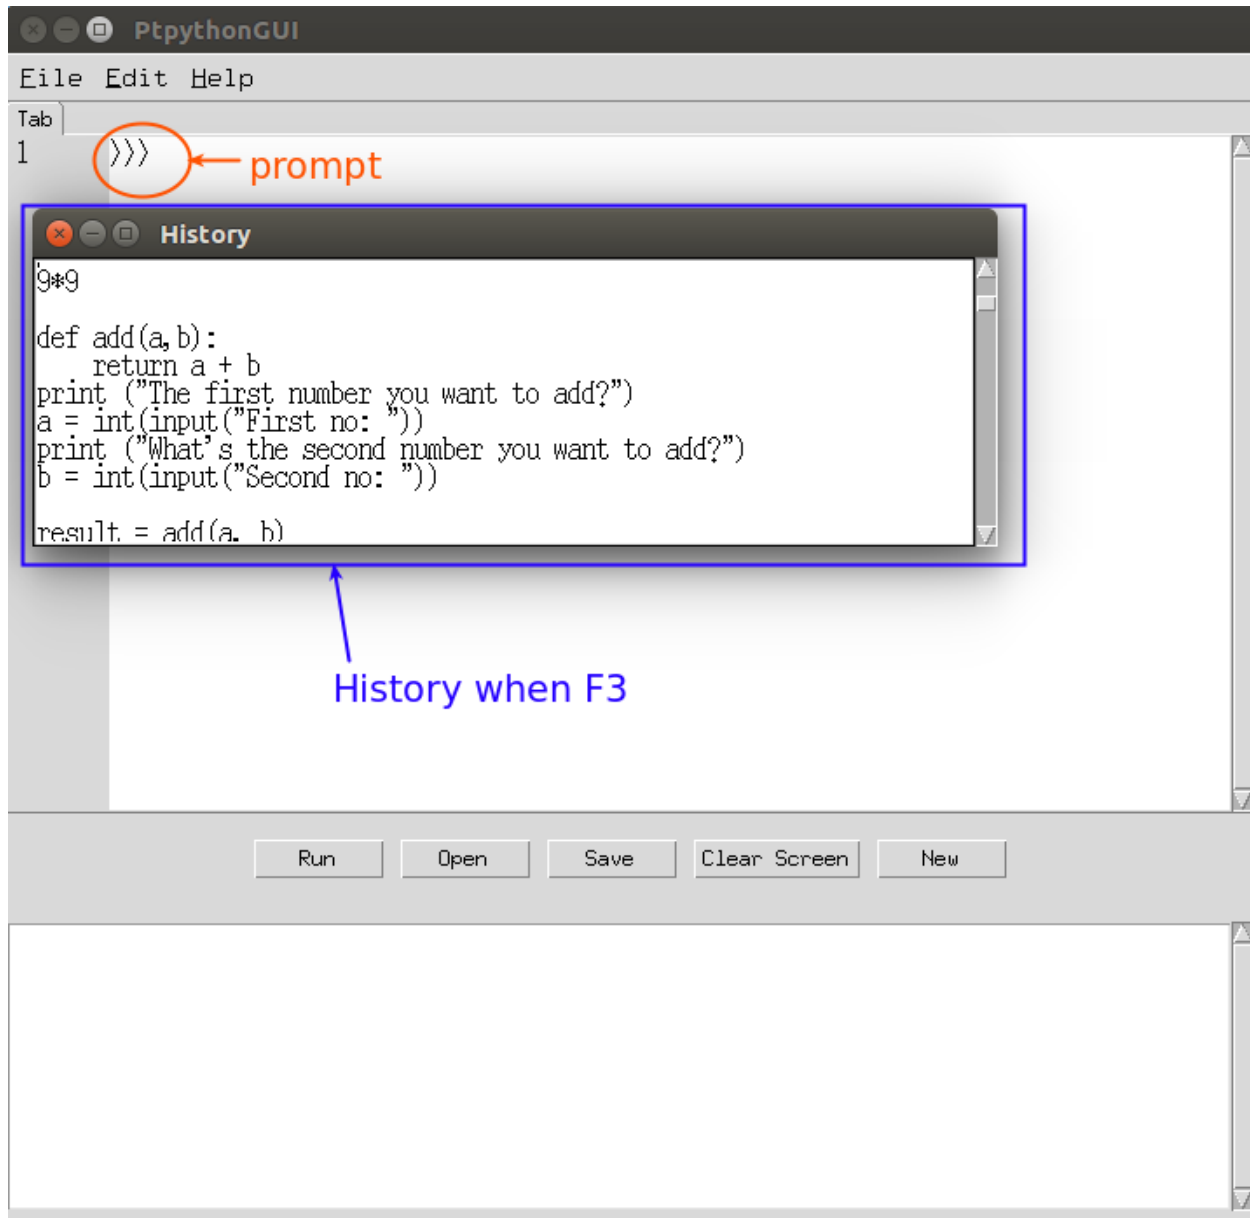 PtpythonGUI
File Edit Help
Tab
1 >>>
prompt
History
9*9
def add(a,b):
    return a + b
print ("The first number you want to add?")
a = int(input("First no: "))
print ("What's the second number you want to add?")
b = int(input("Second no: "))
result = add(a, b)
History when F3
Run Open Save Clear Screen New